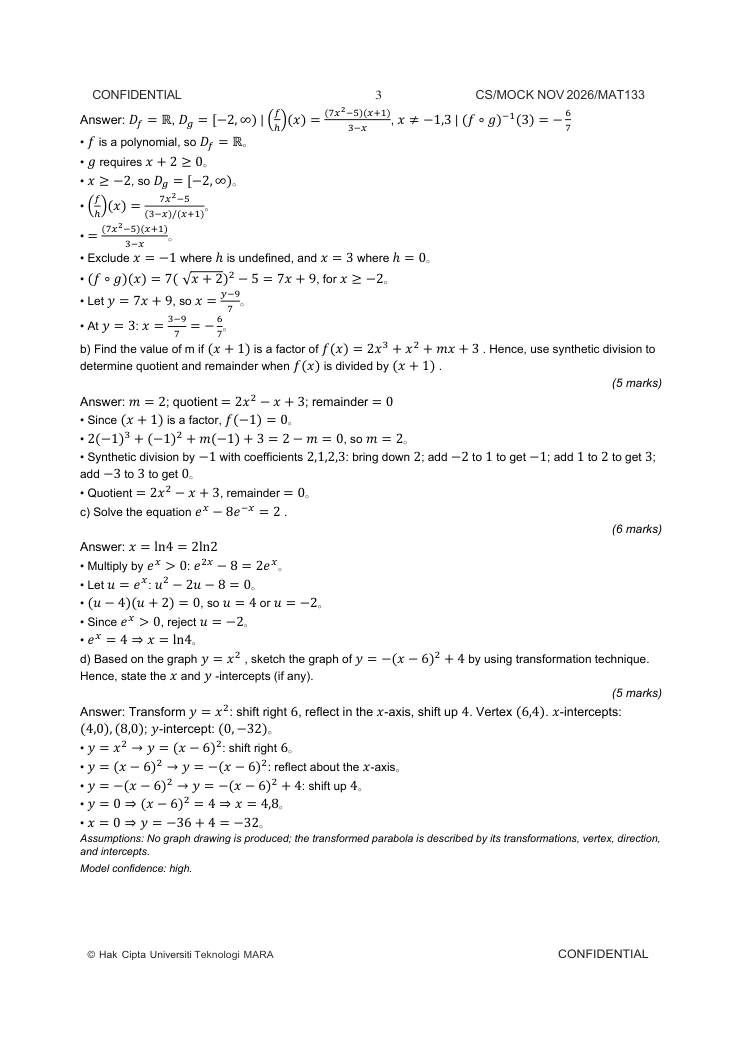 CONFIDENTIAL 3 CS/MOCK NOV 2026/MAT133
Answer: D_f = ℝ, D_g = [−2, ∞) | (f/h)(x) = (7x²−5)(x+1)/(3−x), x ≠ −1,3 | (f ∘ g)⁻¹(3) = −6/7
• f is a polynomial, so D_f = ℝ。
• g requires x + 2 ≥ 0。
• x ≥ −2, so D_g = [−2, ∞)。
• (f/h)(x) = (7x²−5)/((3−x)/(x+1))。
• = (7x²−5)(x+1)/(3−x)。
• Exclude x = −1 where h is undefined, and x = 3 where h = 0。
• (f ∘ g)(x) = 7( √(x + 2))² − 5 = 7x + 9, for x ≥ −2。
• Let y = 7x + 9, so x = (y−9)/7。
• At y = 3: x = (3−9)/7 = −6/7。
b) Find the value of m if (x + 1) is a factor of f(x) = 2x³ + x² + mx + 3 . Hence, use synthetic division to
determine quotient and remainder when f(x) is divided by (x + 1) .
(5 marks)
Answer: m = 2; quotient = 2x² − x + 3; remainder = 0
• Since (x + 1) is a factor, f(−1) = 0。
• 2(−1)³ + (−1)² + m(−1) + 3 = 2 − m = 0, so m = 2。
• Synthetic division by −1 with coefficients 2,1,2,3: bring down 2; add −2 to 1 to get −1; add 1 to 2 to get 3;
add −3 to 3 to get 0。
• Quotient = 2x² − x + 3, remainder = 0。
c) Solve the equation eˣ − 8e⁻ˣ = 2 .
(6 marks)
Answer: x = ln4 = 2ln2
• Multiply by eˣ > 0: e²ˣ − 8 = 2eˣ。
• Let u = eˣ: u² − 2u − 8 = 0。
• (u − 4)(u + 2) = 0, so u = 4 or u = −2。
• Since eˣ > 0, reject u = −2。
• eˣ = 4 ⇒ x = ln4。
d) Based on the graph y = x² , sketch the graph of y = −(x − 6)² + 4 by using transformation technique.
Hence, state the x and y -intercepts (if any).
(5 marks)
Answer: Transform y = x²: shift right 6, reflect in the x-axis, shift up 4. Vertex (6,4). x-intercepts:
(4,0), (8,0); y-intercept: (0, −32)。
• y = x² → y = (x − 6)²: shift right 6。
• y = (x − 6)² → y = −(x − 6)²: reflect about the x-axis。
• y = −(x − 6)² → y = −(x − 6)² + 4: shift up 4。
• y = 0 ⇒ (x − 6)² = 4 ⇒ x = 4,8。
• x = 0 ⇒ y = −36 + 4 = −32。
Assumptions: No graph drawing is produced; the transformed parabola is described by its transformations, vertex, direction,
and intercepts.
Model confidence: high.
© Hak Cipta Universiti Teknologi MARA CONFIDENTIAL